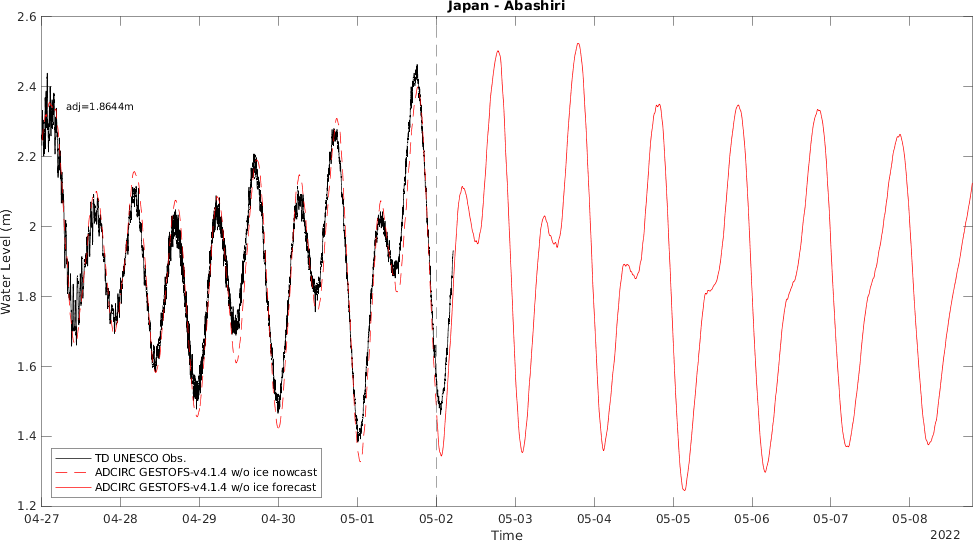 Japan - Abashiri
2.6
2.4
2.2
2
1.8
1.6
1.4
1.2
Water Level (m)
adj=1.8644m
TD UNESCO Obs.
ADCIRC GESTOFS-v4.1.4 w/o ice nowcast
ADCIRC GESTOFS-v4.1.4 w/o ice forecast
04-27 04-28 04-29 04-30 05-01 05-02 05-03 05-04 05-05 05-06 05-07 05-08
Time
2022